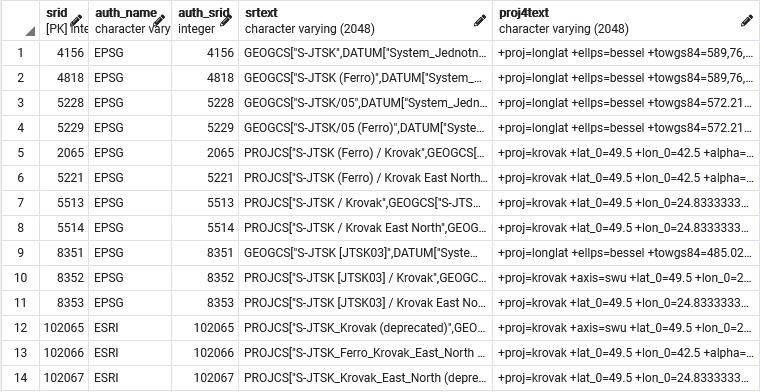 srid auth_name auth_srid srtext proj4text
[PK] inte character vary integer character varying (2048) character varying (2048)
1 4156 EPSG 4156 GEOGCS["S-JTSK",DATUM["System_Jednotn... +proj=longlat +ellps=bessel +towgs84=589,76,...
2 4818 EPSG 4818 GEOGCS["S-JTSK (Ferro)",DATUM["System_... +proj=longlat +ellps=bessel +towgs84=589,76,...
3 5228 EPSG 5228 GEOGCS["S-JTSK/05",DATUM["System_Jedn... +proj=longlat +ellps=bessel +towgs84=572.21...
4 5229 EPSG 5229 GEOGCS["S-JTSK/05 (Ferro)",DATUM["Syste... +proj=longlat +ellps=bessel +towgs84=572.21...
5 2065 EPSG 2065 PROJCS["S-JTSK (Ferro) / Krovak",GEOGCS[... +proj=krovak +lat_0=49.5 +lon_0=42.5 +alpha=...
6 5221 EPSG 5221 PROJCS["S-JTSK (Ferro) / Krovak East North... +proj=krovak +lat_0=49.5 +lon_0=42.5 +alpha=...
7 5513 EPSG 5513 PROJCS["S-JTSK / Krovak",GEOGCS["S-JTS... +proj=krovak +lat_0=49.5 +lon_0=24.8333333...
8 5514 EPSG 5514 PROJCS["S-JTSK / Krovak East North",GEOG... +proj=krovak +lat_0=49.5 +lon_0=24.8333333...
9 8351 EPSG 8351 GEOGCS["S-JTSK [JTSK03]",DATUM["Syste... +proj=longlat +ellps=bessel +towgs84=485.02...
10 8352 EPSG 8352 PROJCS["S-JTSK [JTSK03] / Krovak",GEOGC... +proj=krovak +axis=swu +lat_0=49.5 +lon_0=2...
11 8353 EPSG 8353 PROJCS["S-JTSK [JTSK03] / Krovak East No... +proj=krovak +lat_0=49.5 +lon_0=24.8333333...
12 102065 ESRI 102065 PROJCS["S-JTSK_Krovak (deprecated)",GEO... +proj=krovak +axis=swu +lat_0=49.5 +lon_0=2...
13 102066 ESRI 102066 PROJCS["S-JTSK_Ferro_Krovak_East_North ... +proj=krovak +lat_0=49.5 +lon_0=42.5 +alpha=...
14 102067 ESRI 102067 PROJCS["S-JTSK_Krovak_East_North (depre... +proj=krovak +lat_0=49.5 +lon_0=24.8333333...